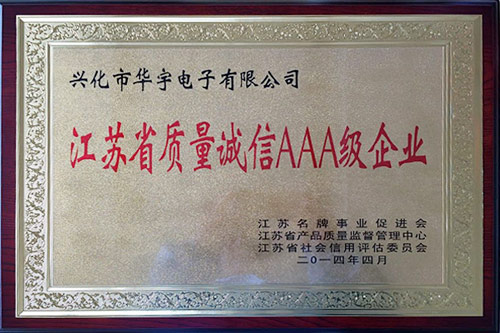 兴化市华宇电子有限公司
江苏省质量诚信AAA级企业
江苏名牌事业促进会
江苏省产品质量监督管理中心
江苏省社会信用评估委员会
二〇一四年四月